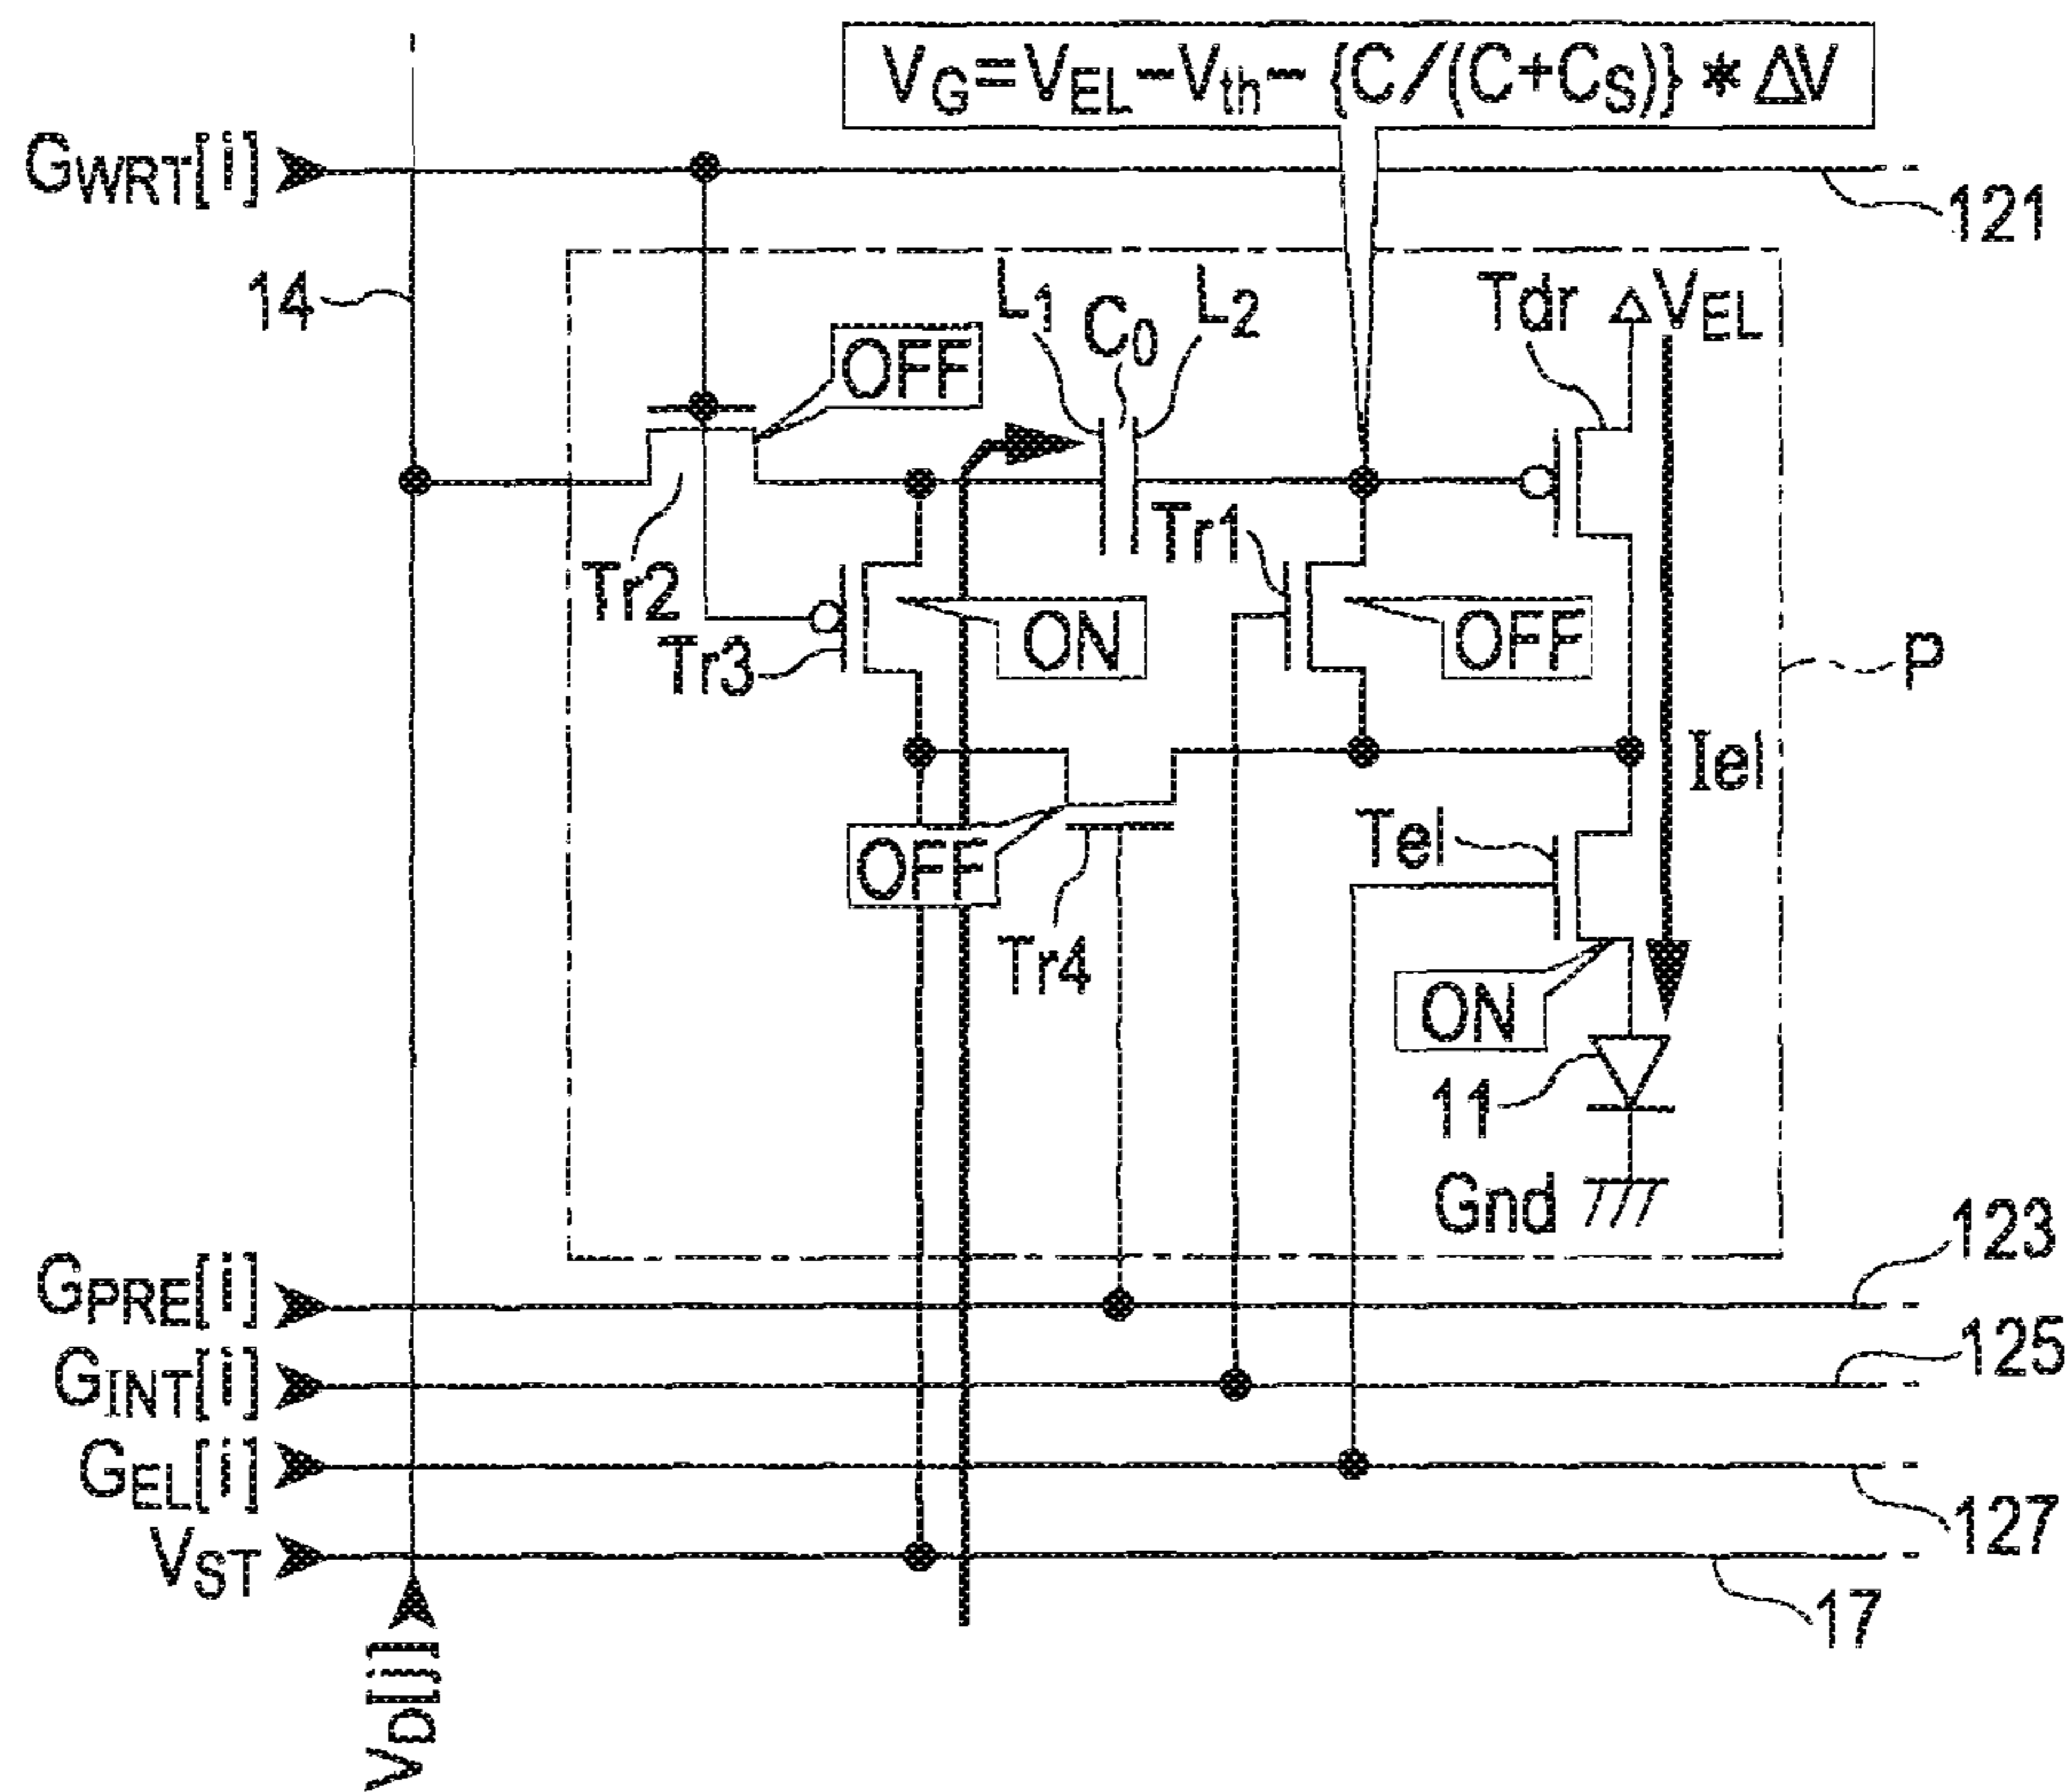 VG=VEL-Vth-{C/(C+CS)}*ΔV
GWRT[i]
121
14
L1
C0
L2
Tdr
VEL
OFF
Tr1
Tr2
Tr3
ON
OFF
P
Iel
OFF
Tel
Tr4
ON
11
Gnd
123
GPRE[i]
125
GINT[i]
GEL[i]
127
VST
17
VD[j]